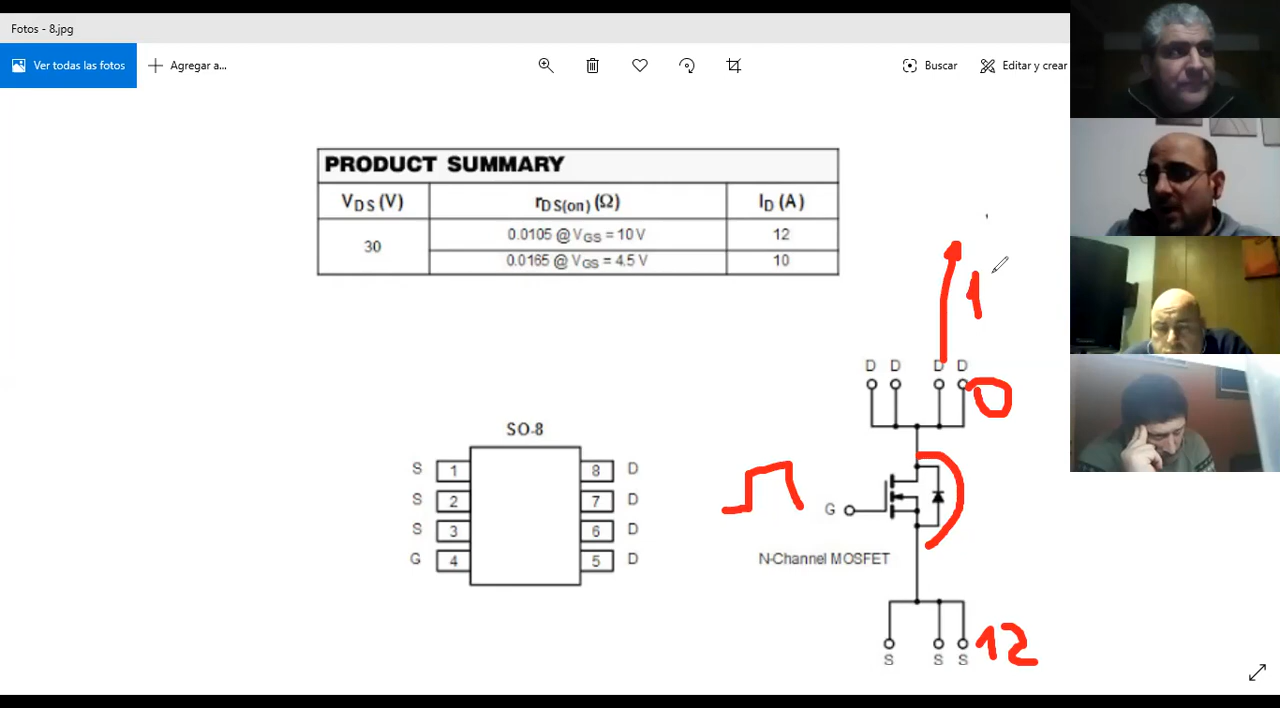 Fotos - 8.jpg
Ver todas las fotos
Agregar a...
Buscar
Editar y crear
PRODUCT SUMMARY
VDS (V)
rDS(on) (Ω)
ID (A)
30
0.0105 @ VGS = 10 V
12
0.0165 @ VGS = 4.5 V
10
1
D D D D
0
SO-8
S 1 8 D
S 2 7 D
S 3 6 D
G 4 5 D
G
N-Channel MOSFET
12
S S S